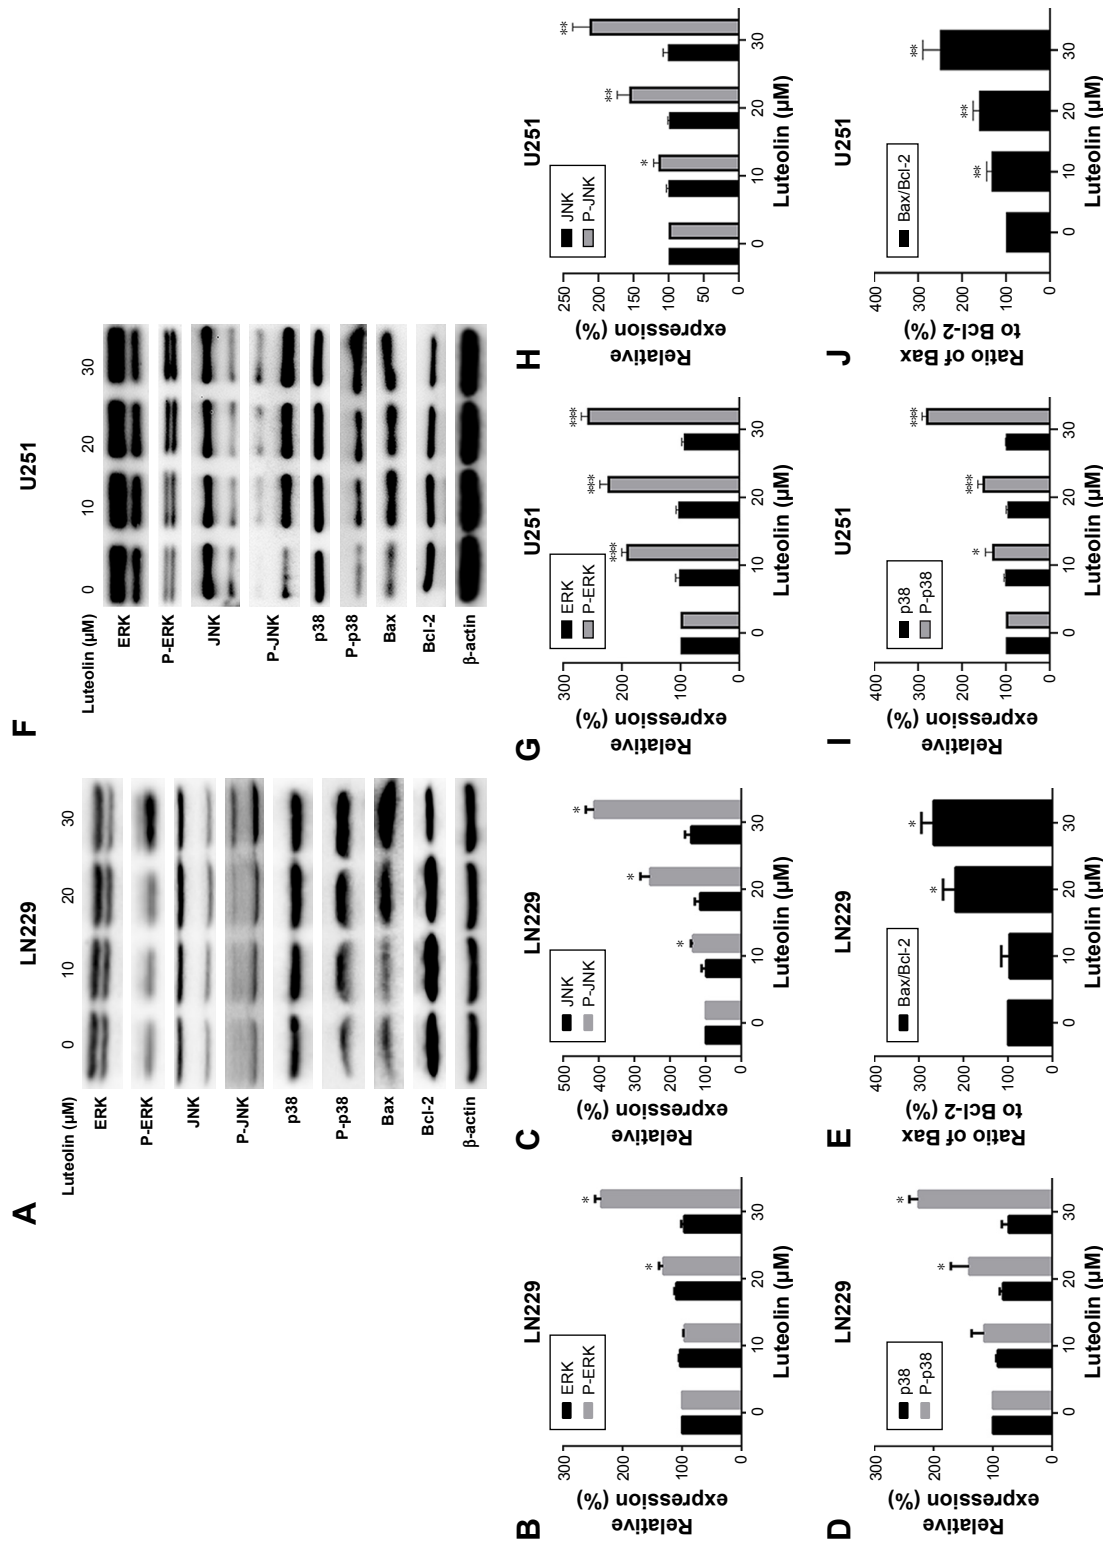 A
LN229
Luteolin (µM) 0 10 20 30
ERK
P-ERK
JNK
P-JNK
p38
P-p38
Bax
Bcl-2
β-actin
F
U251
Luteolin (µM) 0 10 20 30
ERK
P-ERK
JNK
P-JNK
p38
P-p38
Bax
Bcl-2
β-actin
B
LN229
ERK
P-ERK
Relative
expression (%)
300
200
100
0
* *
0 10 20 30
Luteolin (µM)
C
LN229
JNK
P-JNK
Relative
expression (%)
500
400
300
200
100
0
* * *
0 10 20 30
Luteolin (µM)
G
U251
ERK
P-ERK
Relative
expression (%)
300
200
100
0
*** *** ***
0 10 20 30
Luteolin (µM)
H
U251
JNK
P-JNK
Relative
expression (%)
250
200
150
100
50
0
* ** **
0 10 20 30
Luteolin (µM)
D
LN229
p38
P-p38
Relative
expression (%)
300
200
100
0
* *
0 10 20 30
Luteolin (µM)
E
LN229
Bax/Bcl-2
Ratio of Bax
to Bcl-2 (%)
400
300
200
100
0
* *
0 10 20 30
Luteolin (µM)
I
U251
p38
P-p38
Relative
expression (%)
400
300
200
100
0
* *** ***
0 10 20 30
Luteolin (µM)
J
U251
Bax/Bcl-2
Ratio of Bax
to Bcl-2 (%)
400
300
200
100
0
** ** **
0 10 20 30
Luteolin (µM)